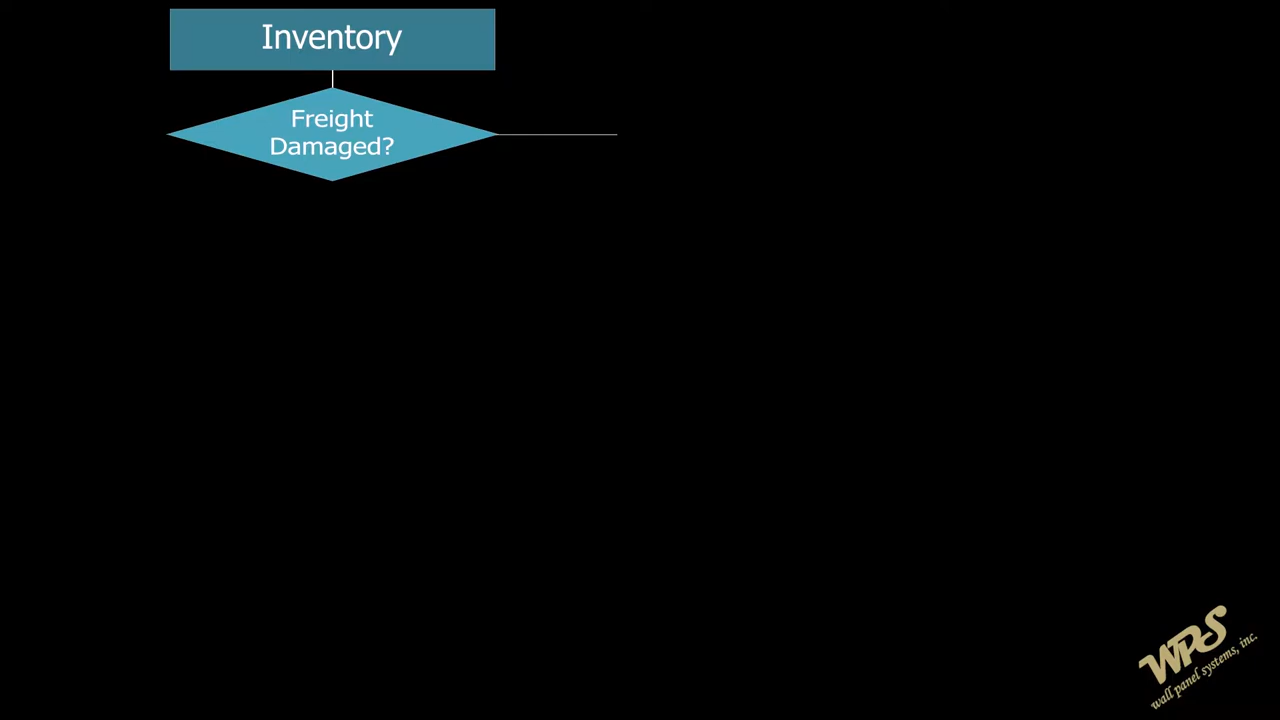 Inventory
Freight
Damaged?
WPS
wall panel systems, inc.